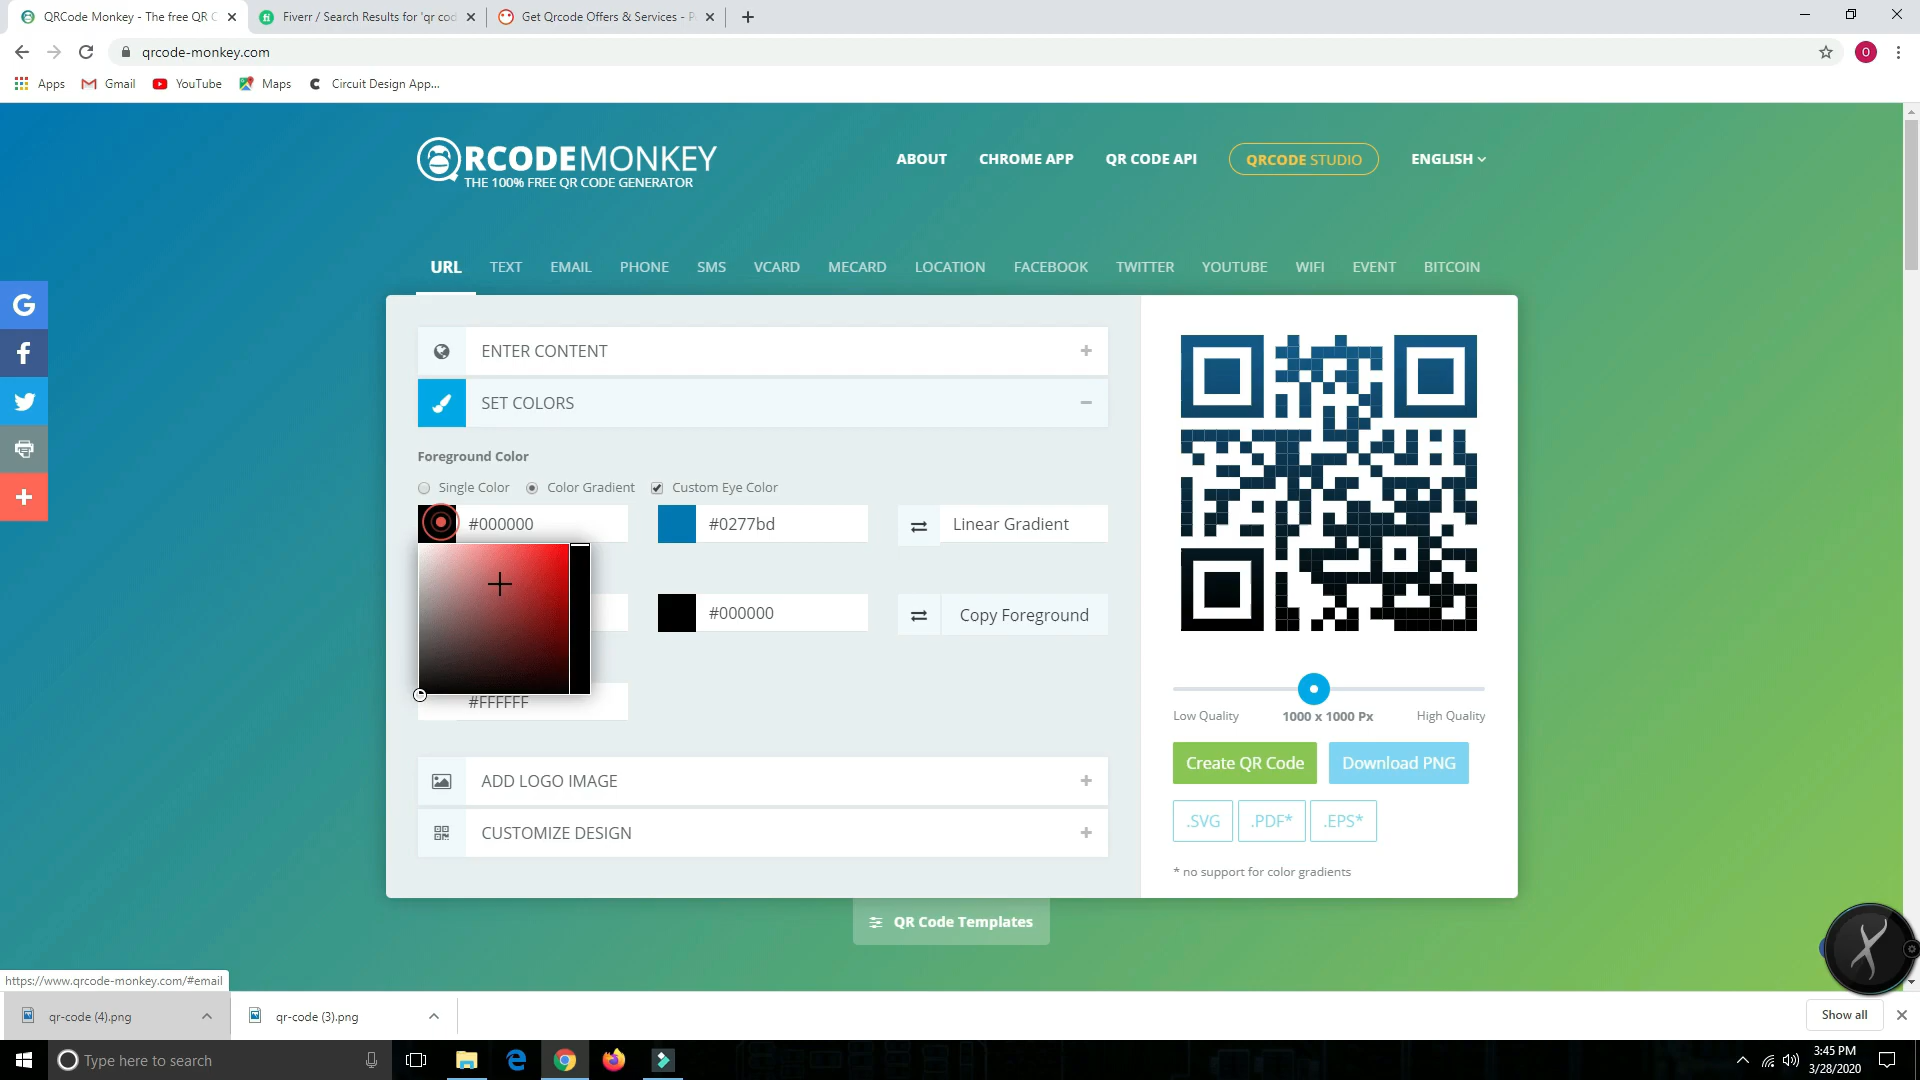 QRCode Monkey - The free QR C
Fiverr / Search Results for 'qr cod
Get Qrcode Offers & Services - P
qrcode-monkey.com
O
Apps
Gmail
YouTube
Maps
Circuit Design App...
QRCODEMONKEY
THE 100% FREE QR CODE GENERATOR
ABOUT
CHROME APP
QR CODE API
QRCODE STUDIO
ENGLISH
URL
TEXT
EMAIL
PHONE
SMS
VCARD
MECARD
LOCATION
FACEBOOK
TWITTER
YOUTUBE
WIFI
EVENT
BITCOIN
ENTER CONTENT
SET COLORS
Foreground Color
Single Color
Color Gradient
Custom Eye Color
#000000
#0277bd
Linear Gradient
#000000
Copy Foreground
#FFFFFF
ADD LOGO IMAGE
CUSTOMIZE DESIGN
Low Quality
1000 x 1000 Px
High Quality
Create QR Code
Download PNG
.SVG
.PDF*
.EPS*
* no support for color gradients
QR Code Templates
https://www.qrcode-monkey.com/#email
qr-code (4).png
qr-code (3).png
Show all
Type here to search
3:45 PM
3/28/2020